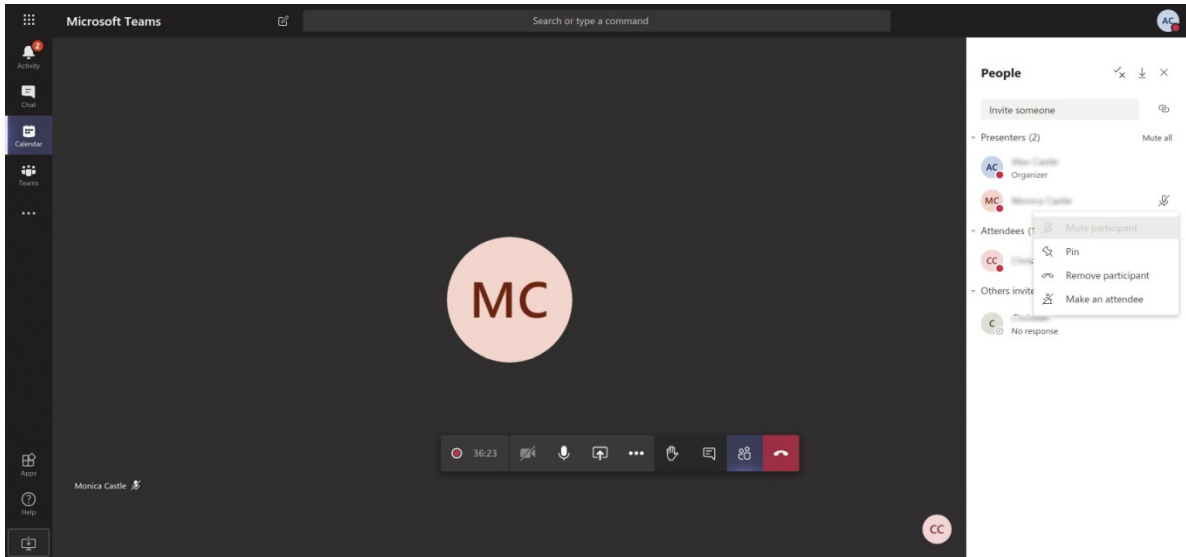 Microsoft Teams
Search or type a command
AC
2
Activity
Chat
Calendar
Teams
Apps
Help
MC
Monica Castle
36:23
CC
People
Invite someone
Presenters (2)
Mute all
AC
Organizer
MC
Mute participant
Pin
Remove participant
Make an attendee
Attendees (1
CC
Others invite
C
No response